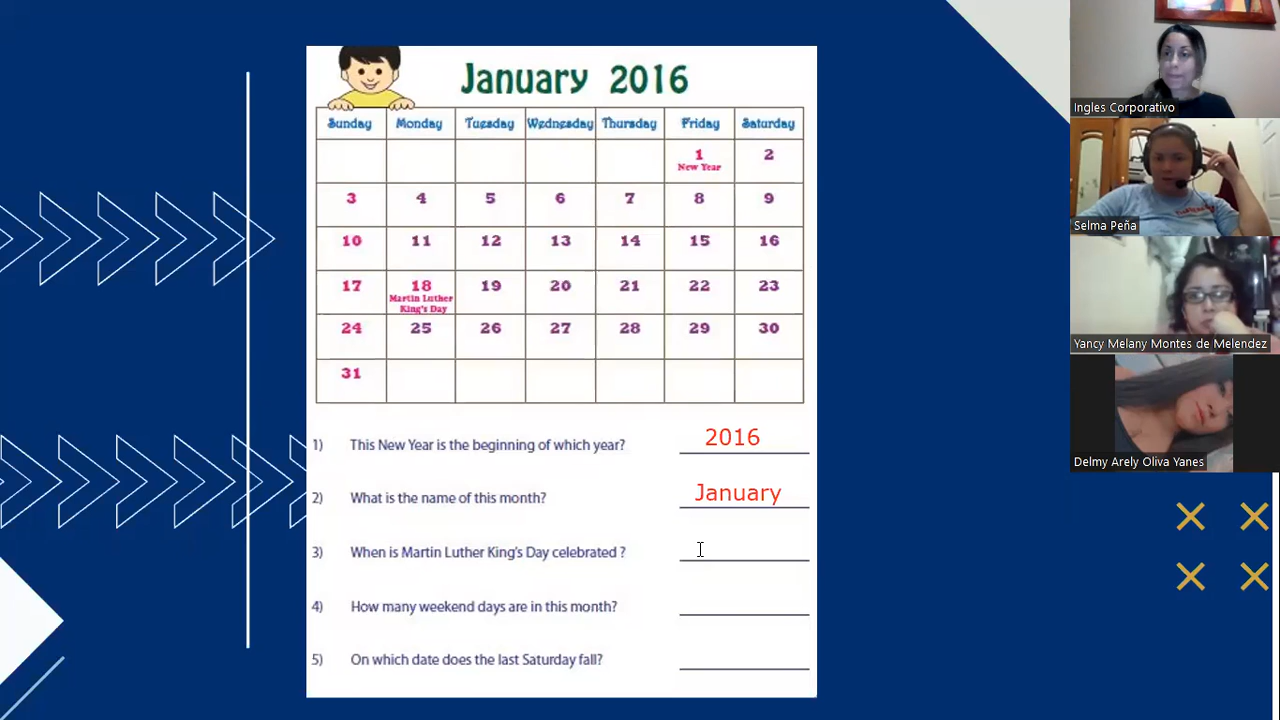 January 2016
Sunday Monday Tuesday Wednesday Thursday Friday Saturday
1 2
New Year
3 4 5 6 7 8 9
10 11 12 13 14 15 16
17 18 19 20 21 22 23
Martin Luther
King's Day
24 25 26 27 28 29 30
31
1) This New Year is the beginning of which year? 2016
2) What is the name of this month? January
3) When is Martin Luther King's Day celebrated ?
4) How many weekend days are in this month?
5) On which date does the last Saturday fall?
Ingles Corporativo
Selma Peña
Yancy Melany Montes de Melendez
Delmy Arely Oliva Yanes